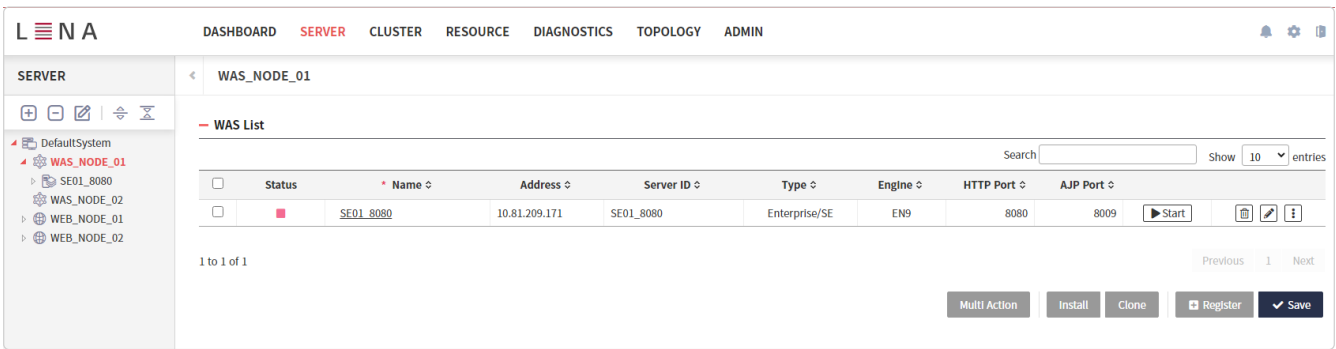 LENA DASHBOARD SERVER CLUSTER RESOURCE DIAGNOSTICS TOPOLOGY ADMIN
SERVER WAS_NODE_01
WAS List
DefaultSystem
WAS_NODE_01
SE01_8080
WAS_NODE_02
WEB_NODE_01
WEB_NODE_02
Search Show 10 entries
Status * Name Address Server ID Type Engine HTTP Port AJP Port
SE01_8080 10.81.209.171 SE01_8080 Enterprise/SE EN9 8080 8009 Start
1 to 1 of 1 Previous 1 Next
Multi Action Install Clone Register Save